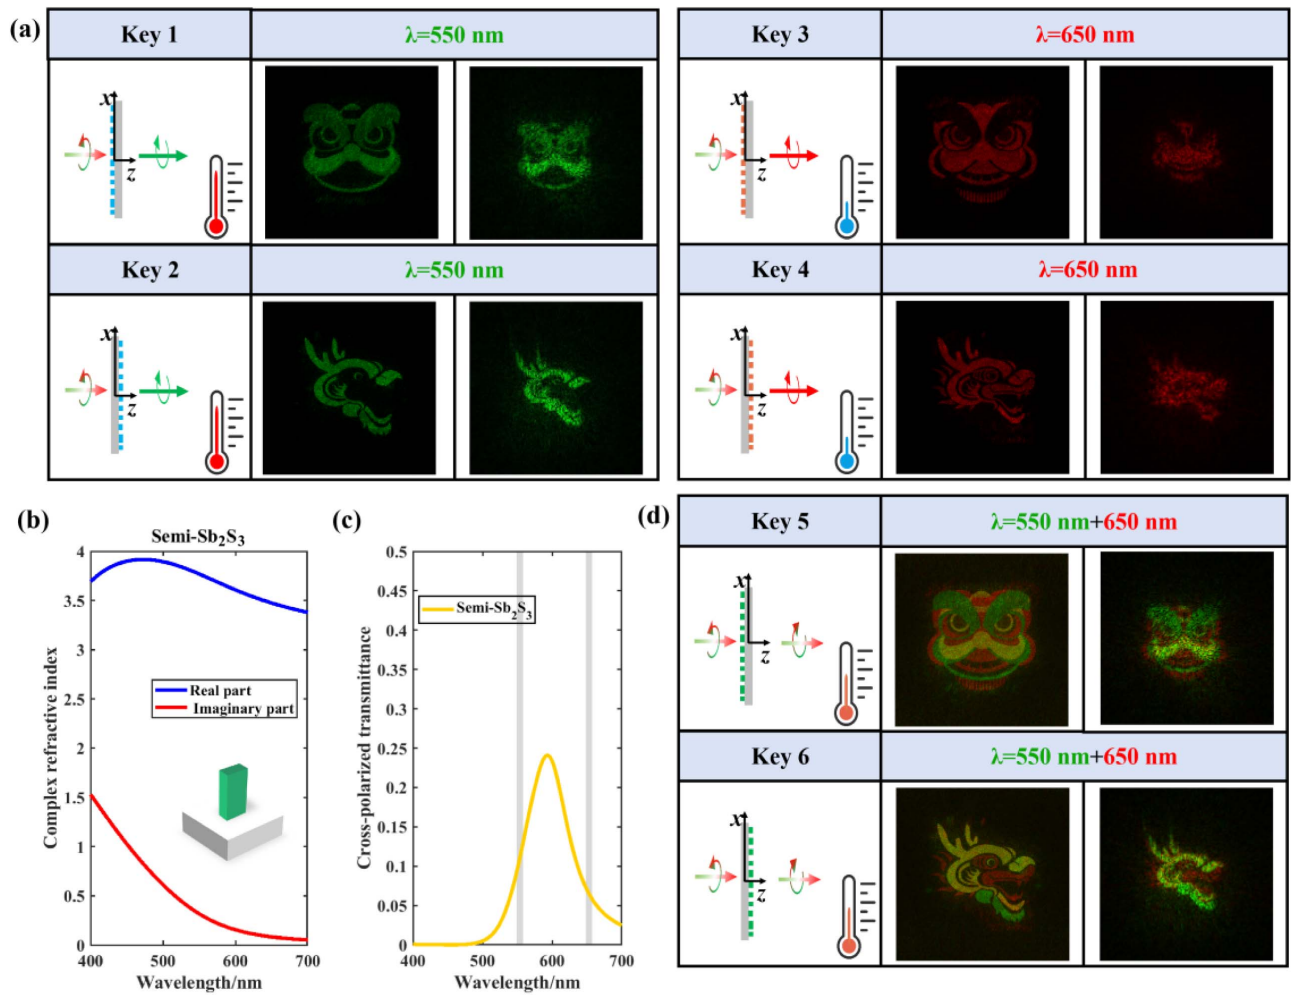 (a)
Key 1
λ=550 nm
x
z
Key 2
λ=550 nm
x
z
Key 3
λ=650 nm
x
z
Key 4
λ=650 nm
x
z
(b)
Semi-Sb₂S₃
4
3.5
3
2.5
2
1.5
1
0.5
0
400
500
600
700
Complex refractive index
Wavelength/nm
Real part
Imaginary part
(c)
0.5
0.45
0.4
0.35
0.3
0.25
0.2
0.15
0.1
0.05
0
400
500
600
700
Cross-polarized transmittance
Wavelength/nm
Semi-Sb₂S₃
(d)
Key 5
λ=550 nm+650 nm
x
z
Key 6
λ=550 nm+650 nm
x
z